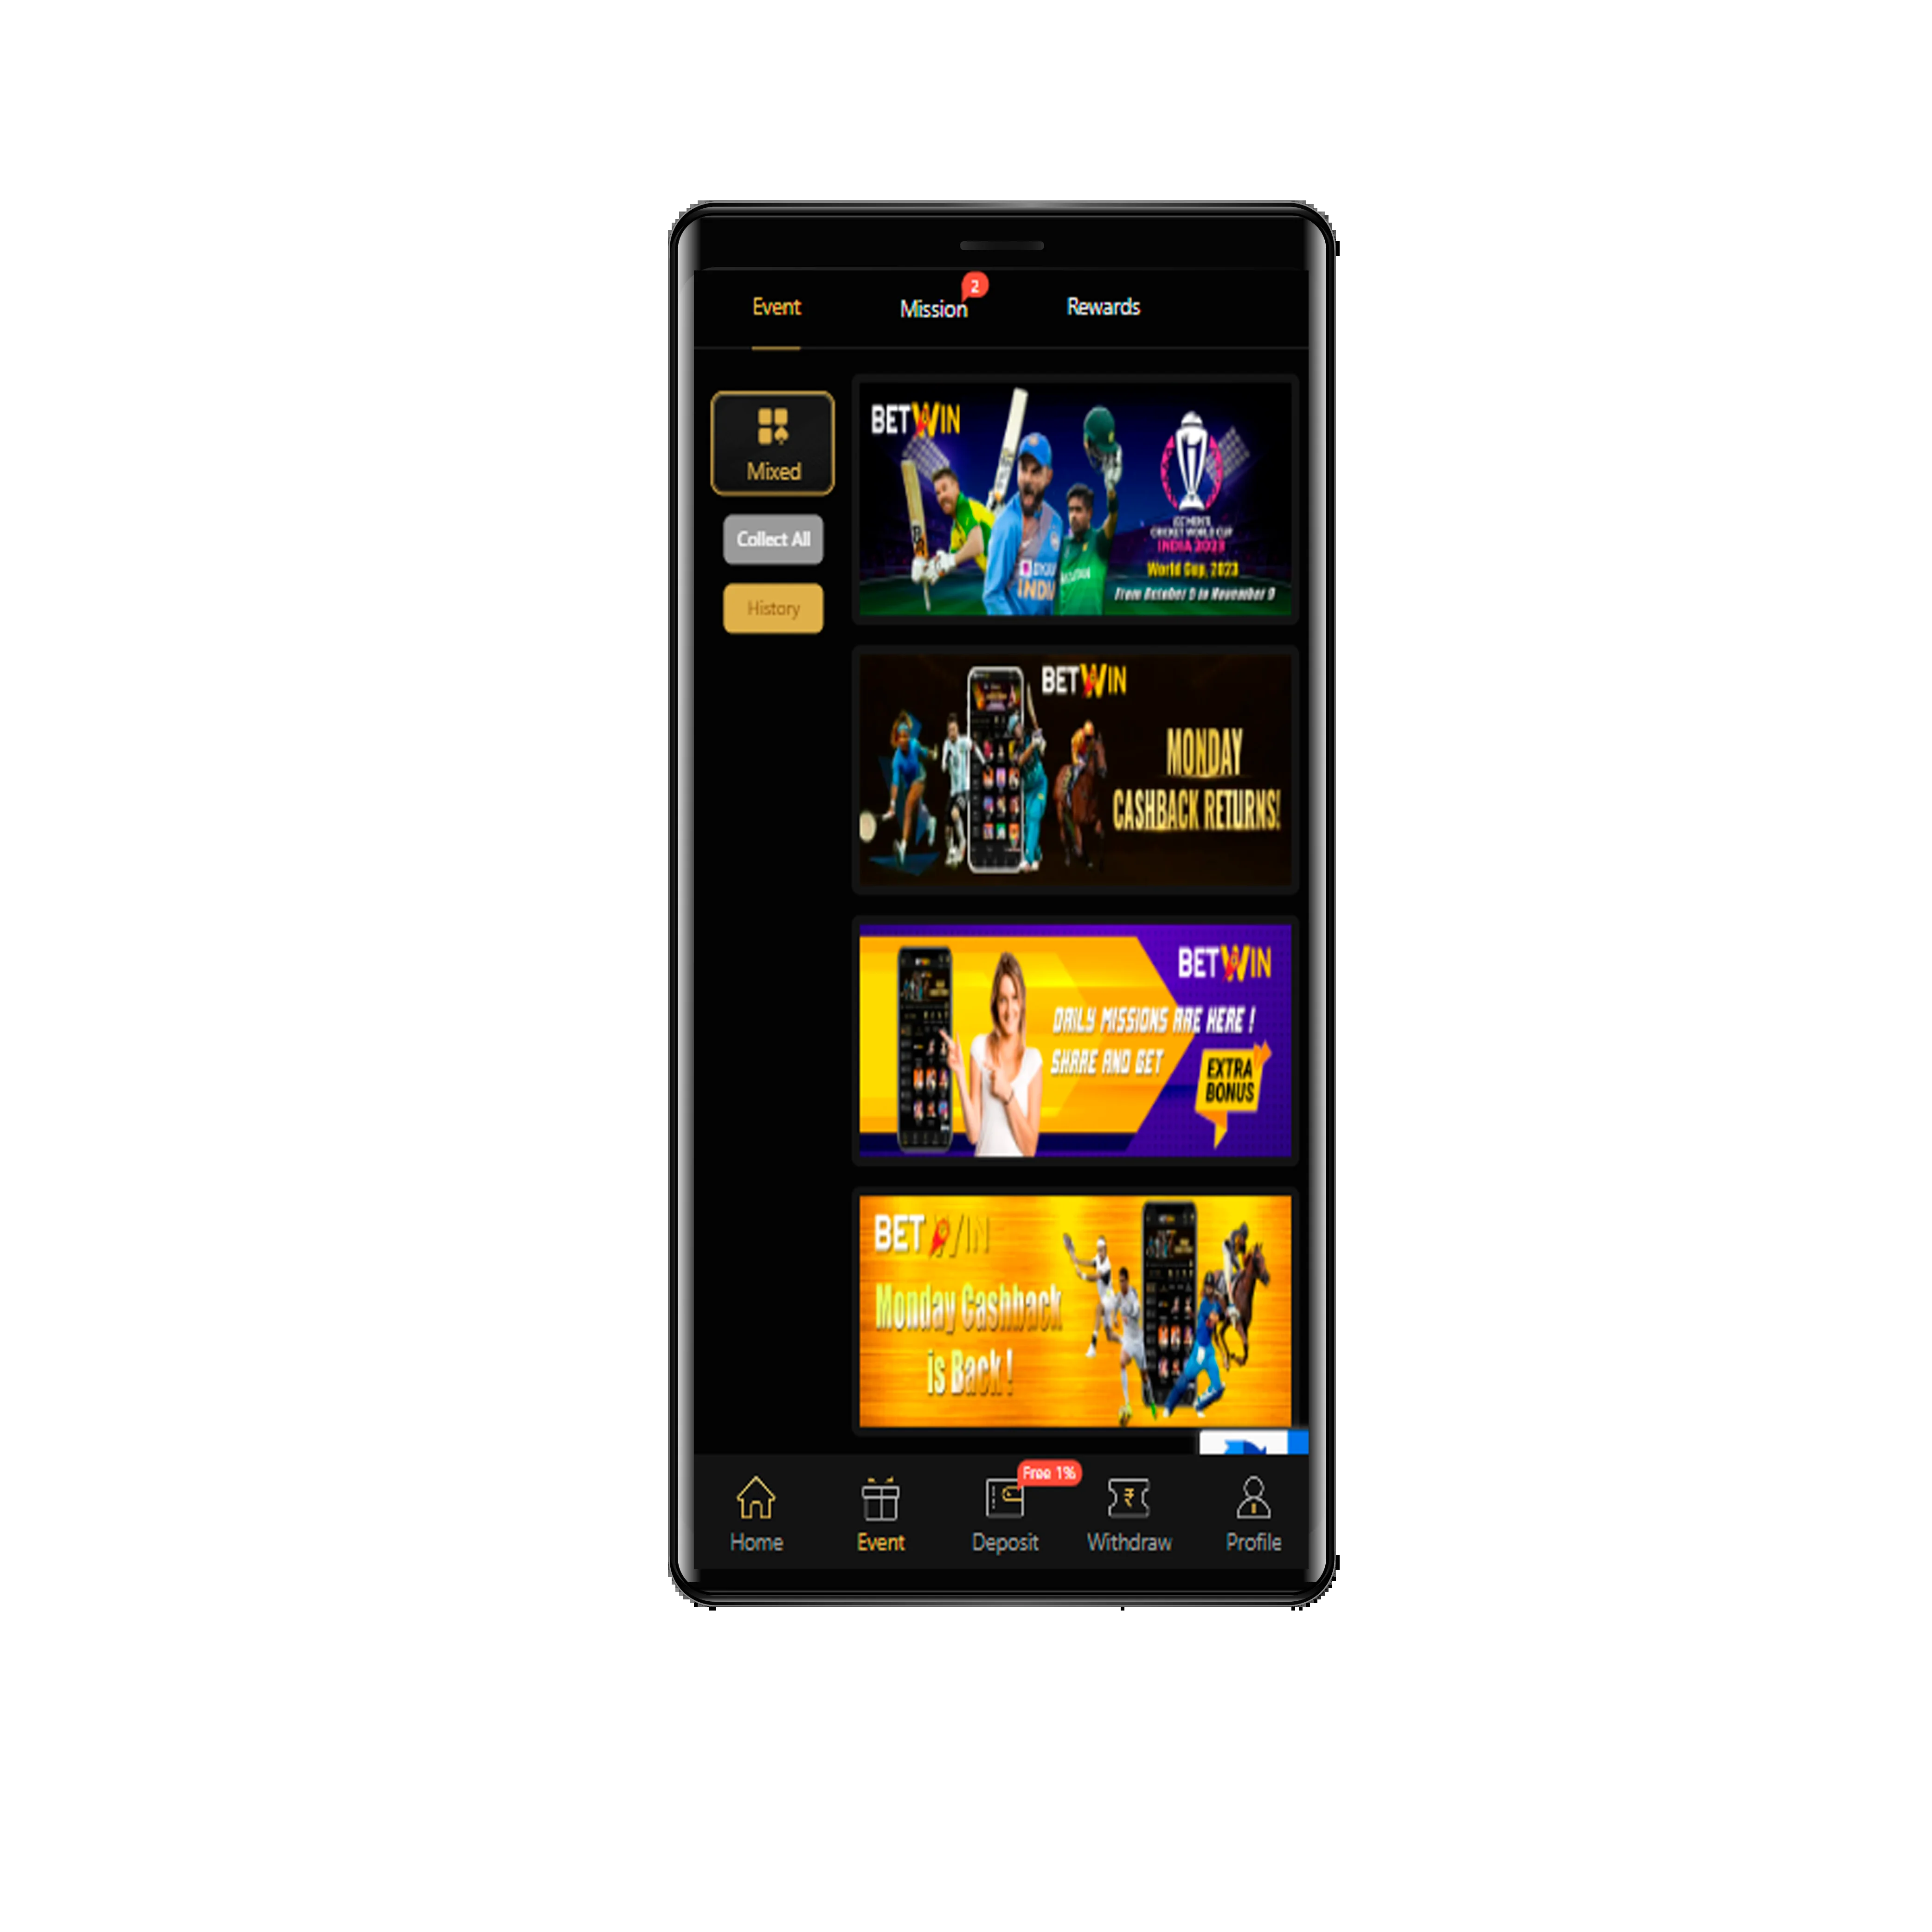 Event
Mission
2
Rewards
Mixed
Collect All
History
BETWIN
INDIA
ICC MEN'S
CRICKET WORLD CUP
INDIA 2023
World Cup, 2023
From October 5 to November 9
BETWIN
MONDAY
CASHBACK RETURNS!
BETWIN
DAILY MISSIONS ARE HERE !
SHARE AND GET
EXTRA
BONUS
BETWIN
Monday Cashback
is Back !
Free 1%
Home
Event
Deposit
Withdraw
Profile